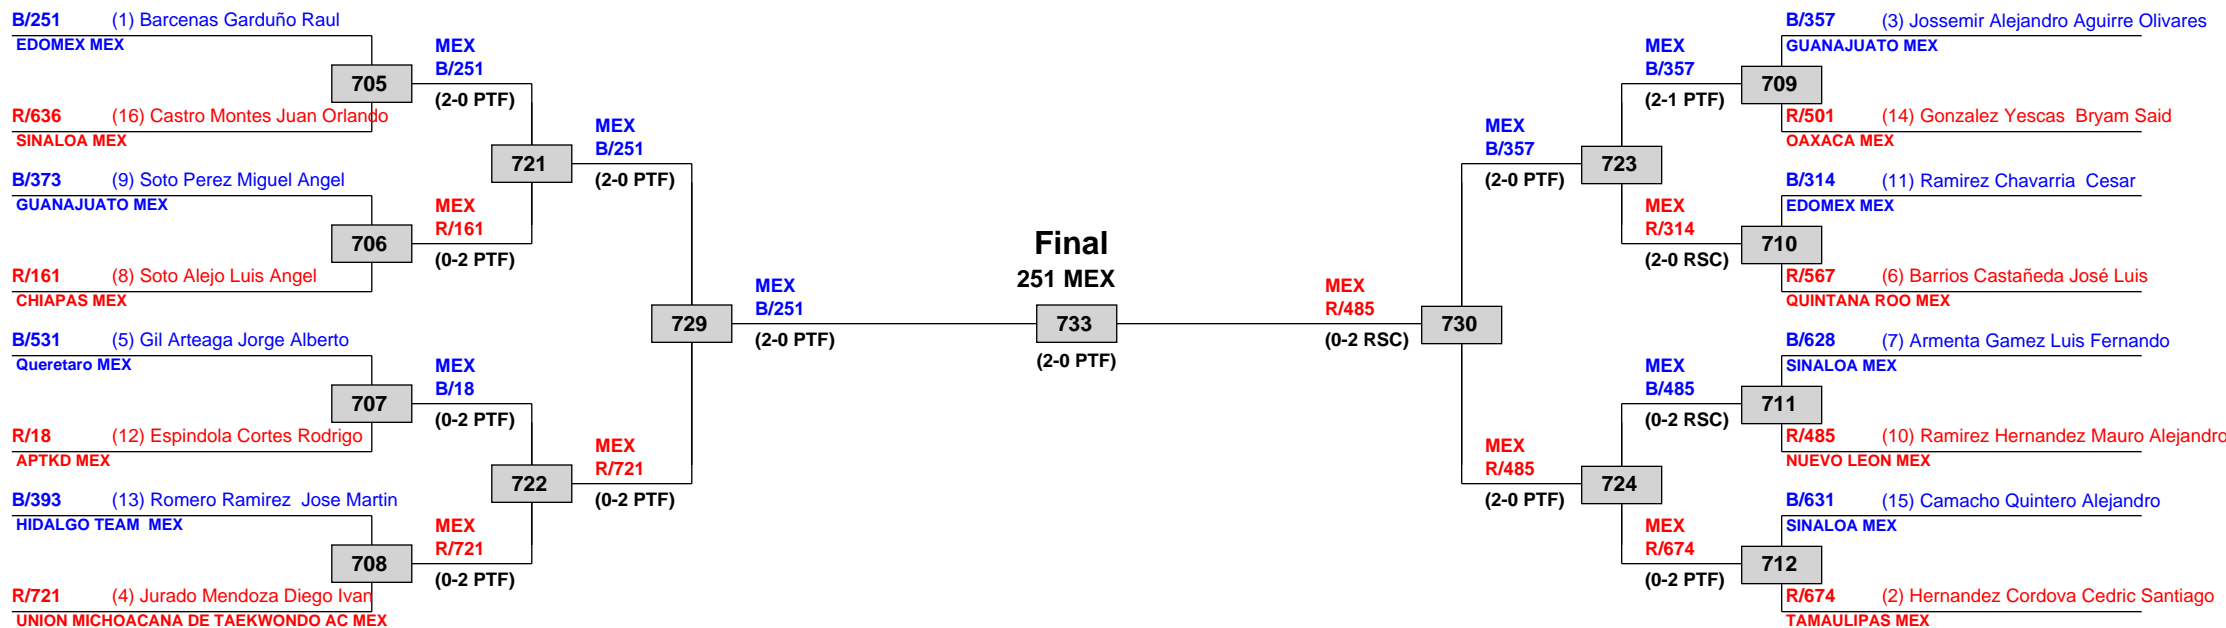 B/251 (1) Barcenas Garduño Raul
EDOMEX MEX
MEX
B/251
705
(2-0 PTF)
R/636 (16) Castro Montes Juan Orlando
SINALOA MEX
MEX
B/251
721
(2-0 PTF)
B/373 (9) Soto Perez Miguel Angel
GUANAJUATO MEX
MEX
R/161
706
(0-2 PTF)
R/161 (8) Soto Alejo Luis Angel
CHIAPAS MEX
MEX
B/251
729
(2-0 PTF)
B/531 (5) Gil Arteaga Jorge Alberto
Queretaro MEX
MEX
B/18
707
(0-2 PTF)
R/18 (12) Espindola Cortes Rodrigo
APTKD MEX
MEX
R/721
722
(0-2 PTF)
B/393 (13) Romero Ramirez  Jose Martin
HIDALGO TEAM  MEX
MEX
R/721
708
(0-2 PTF)
R/721 (4) Jurado Mendoza Diego Ivan
UNION MICHOACANA DE TAEKWONDO AC MEX
Final
251 MEX
733
(2-0 PTF)
B/357 (3) Jossemir Alejandro Aguirre Olivares
GUANAJUATO MEX
MEX
B/357
709
(2-1 PTF)
R/501 (14) Gonzalez Yescas  Bryam Said
OAXACA MEX
MEX
B/357
723
(2-0 PTF)
B/314 (11) Ramirez Chavarria  Cesar
EDOMEX MEX
MEX
R/314
710
(2-0 RSC)
R/567 (6) Barrios Castañeda José Luis
QUINTANA ROO MEX
MEX
R/485
730
(0-2 RSC)
B/628 (7) Armenta Gamez Luis Fernando
SINALOA MEX
MEX
B/485
711
(0-2 RSC)
R/485 (10) Ramirez Hernandez Mauro Alejandro
NUEVO LEON MEX
MEX
R/485
724
(2-0 PTF)
B/631 (15) Camacho Quintero Alejandro
SINALOA MEX
MEX
R/674
712
(0-2 PTF)
R/674 (2) Hernandez Cordova Cedric Santiago
TAMAULIPAS MEX